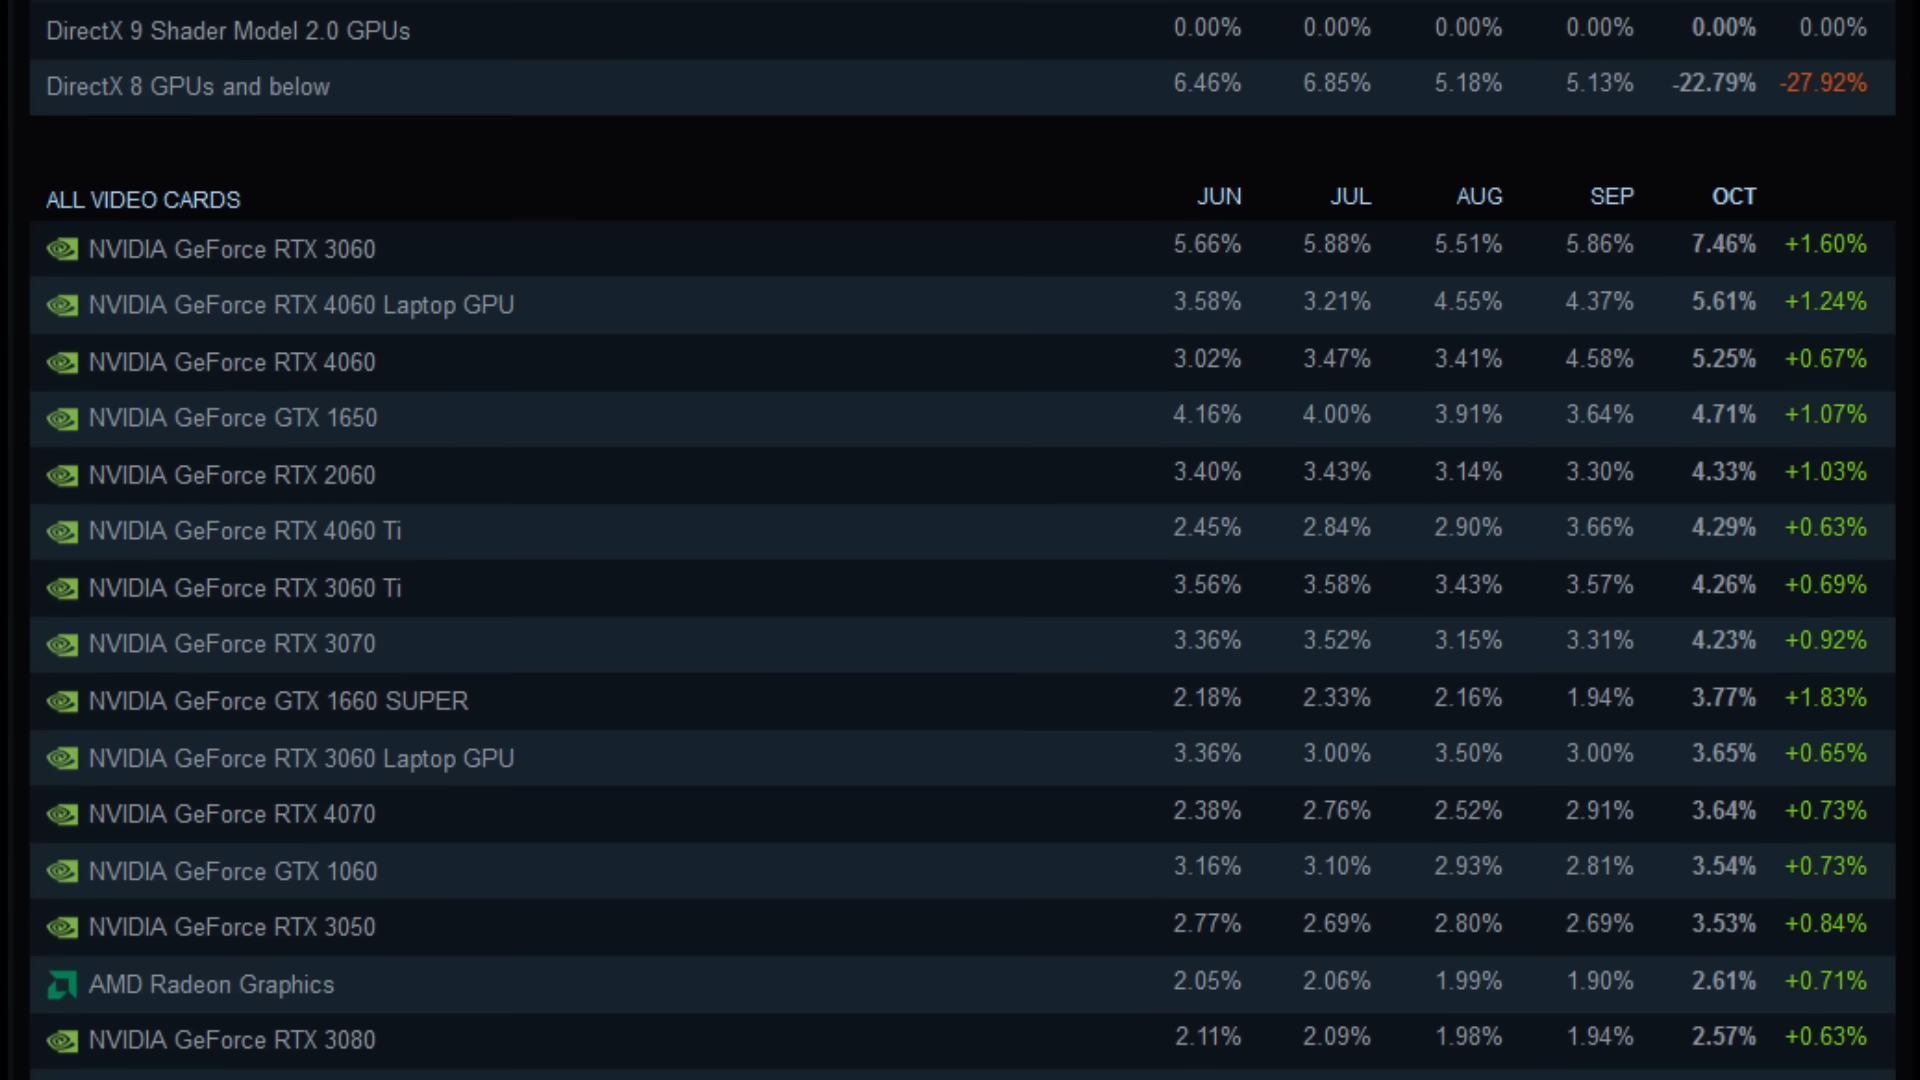 DirectX 9 Shader Model 2.0 GPUs 0.00% 0.00% 0.00% 0.00% 0.00% 0.00%
DirectX 8 GPUs and below 6.46% 6.85% 5.18% 5.13% -22.79% -27.92%
ALL VIDEO CARDS JUN JUL AUG SEP OCT
NVIDIA GeForce RTX 3060 5.66% 5.88% 5.51% 5.86% 7.46% +1.60%
NVIDIA GeForce RTX 4060 Laptop GPU 3.58% 3.21% 4.55% 4.37% 5.61% +1.24%
NVIDIA GeForce RTX 4060 3.02% 3.47% 3.41% 4.58% 5.25% +0.67%
NVIDIA GeForce GTX 1650 4.16% 4.00% 3.91% 3.64% 4.71% +1.07%
NVIDIA GeForce RTX 2060 3.40% 3.43% 3.14% 3.30% 4.33% +1.03%
NVIDIA GeForce RTX 4060 Ti 2.45% 2.84% 2.90% 3.66% 4.29% +0.63%
NVIDIA GeForce RTX 3060 Ti 3.56% 3.58% 3.43% 3.57% 4.26% +0.69%
NVIDIA GeForce RTX 3070 3.36% 3.52% 3.15% 3.31% 4.23% +0.92%
NVIDIA GeForce GTX 1660 SUPER 2.18% 2.33% 2.16% 1.94% 3.77% +1.83%
NVIDIA GeForce RTX 3060 Laptop GPU 3.36% 3.00% 3.50% 3.00% 3.65% +0.65%
NVIDIA GeForce RTX 4070 2.38% 2.76% 2.52% 2.91% 3.64% +0.73%
NVIDIA GeForce GTX 1060 3.16% 3.10% 2.93% 2.81% 3.54% +0.73%
NVIDIA GeForce RTX 3050 2.77% 2.69% 2.80% 2.69% 3.53% +0.84%
AMD Radeon Graphics 2.05% 2.06% 1.99% 1.90% 2.61% +0.71%
NVIDIA GeForce RTX 3080 2.11% 2.09% 1.98% 1.94% 2.57% +0.63%